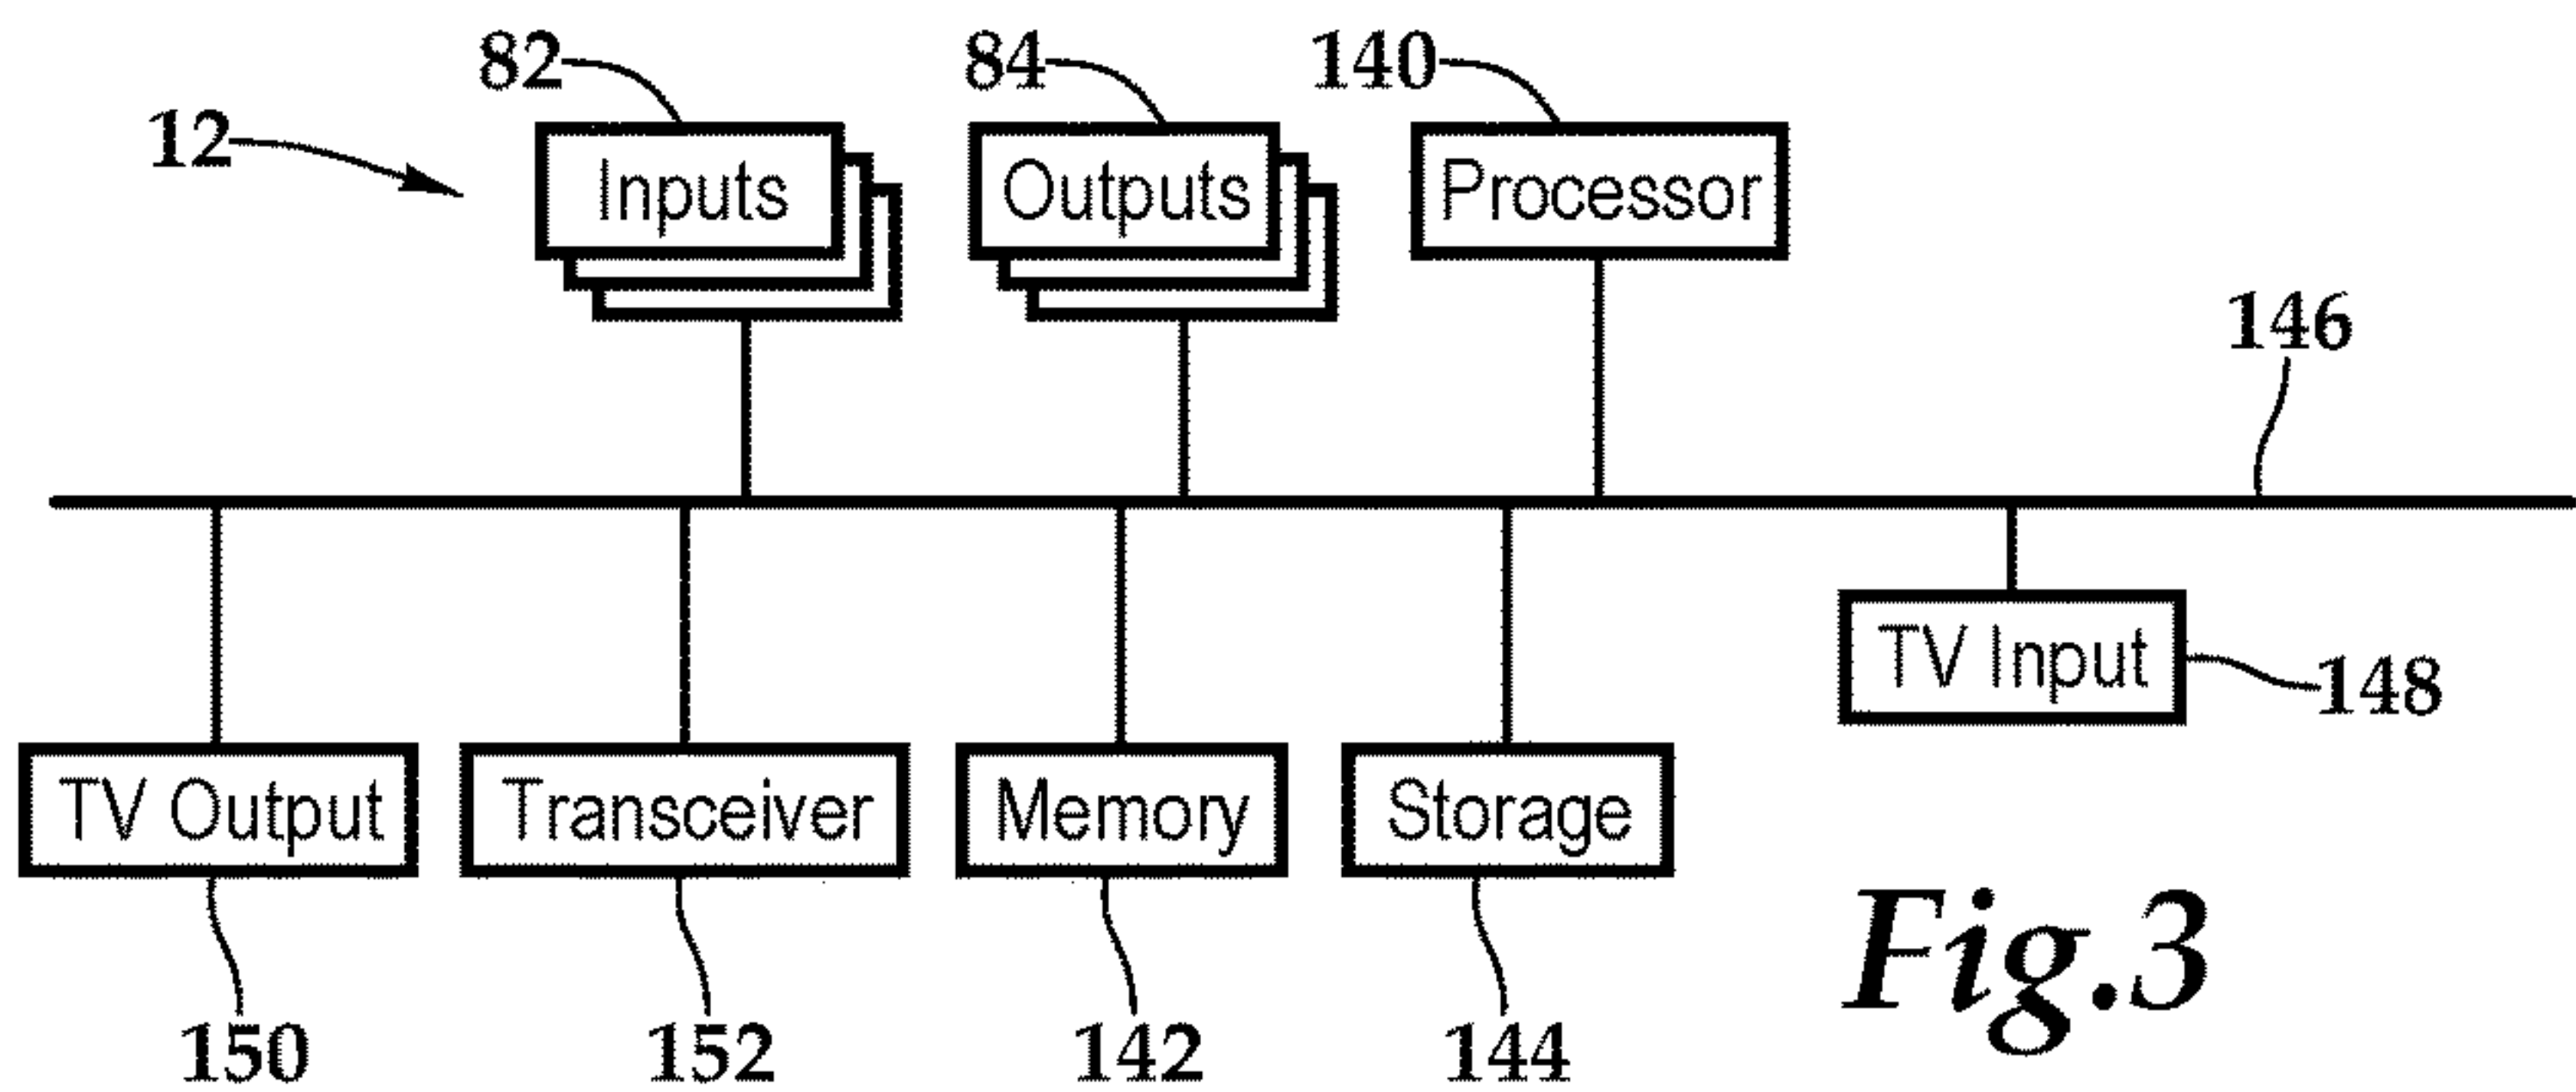 82
84
140
12
Inputs
Outputs
Processor
146
TV Input
148
TV Output
Transceiver
Memory
Storage
Fig.3
150
152
142
144